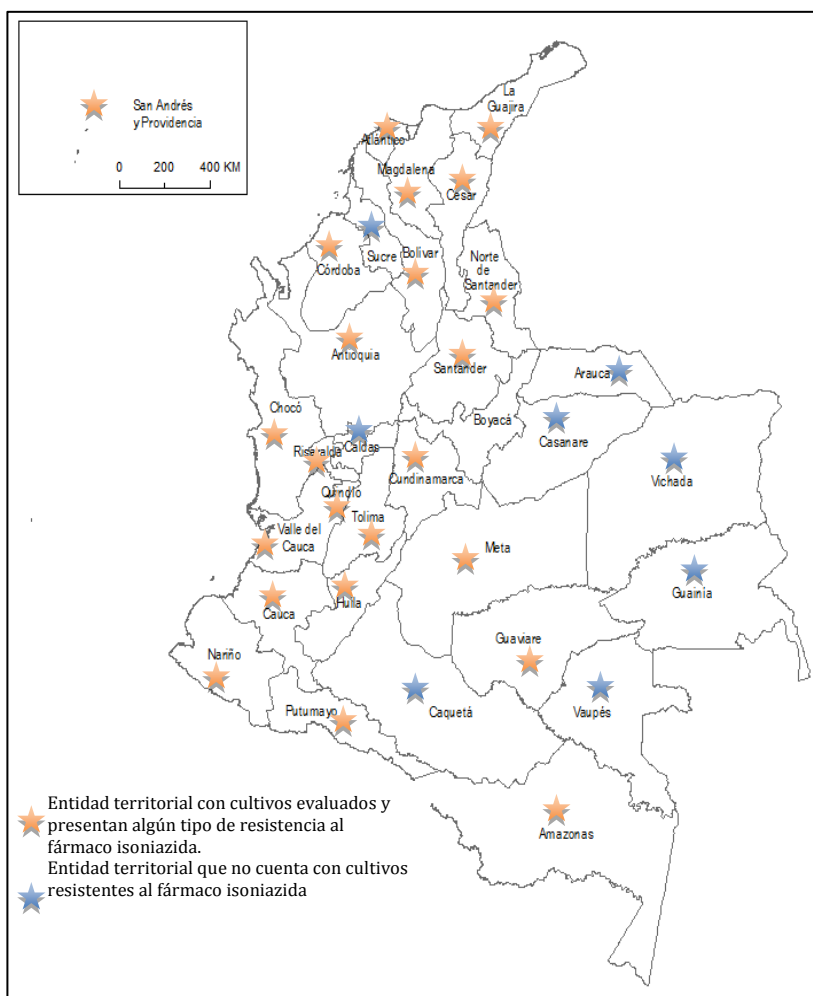 San Andrés
y Providencia
0 200 400 KM
La
Guajira
Atlántico
Magdalena
Cesar
Sucre
Bolívar
Córdoba
Norte
de
Santander
Antioquia
Santander
Arauca
Chocó
Boyacá
Casanare
Caldas
Risaralda
Cundinamarca
Vichada
Quindío
Tolima
Valle del
Cauca
Meta
Guainía
Huila
Cauca
Nariño
Guaviare
Putumayo
Caquetá
Vaupés
Amazonas
Entidad territorial con cultivos evaluados y
presentan algún tipo de resistencia al
fármaco isoniazida.
Entidad territorial que no cuenta con cultivos
resistentes al fármaco isoniazida